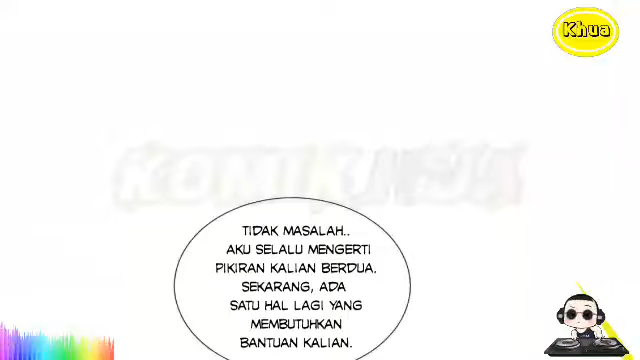 Khua
TIDAK MASALAH..
AKU SELALU MENGERTI
PIKIRAN KALIAN BERDUA.
SEKARANG, ADA
SATU HAL LAGI YANG
MEMBUTUHKAN
BANTUAN KALIAN.